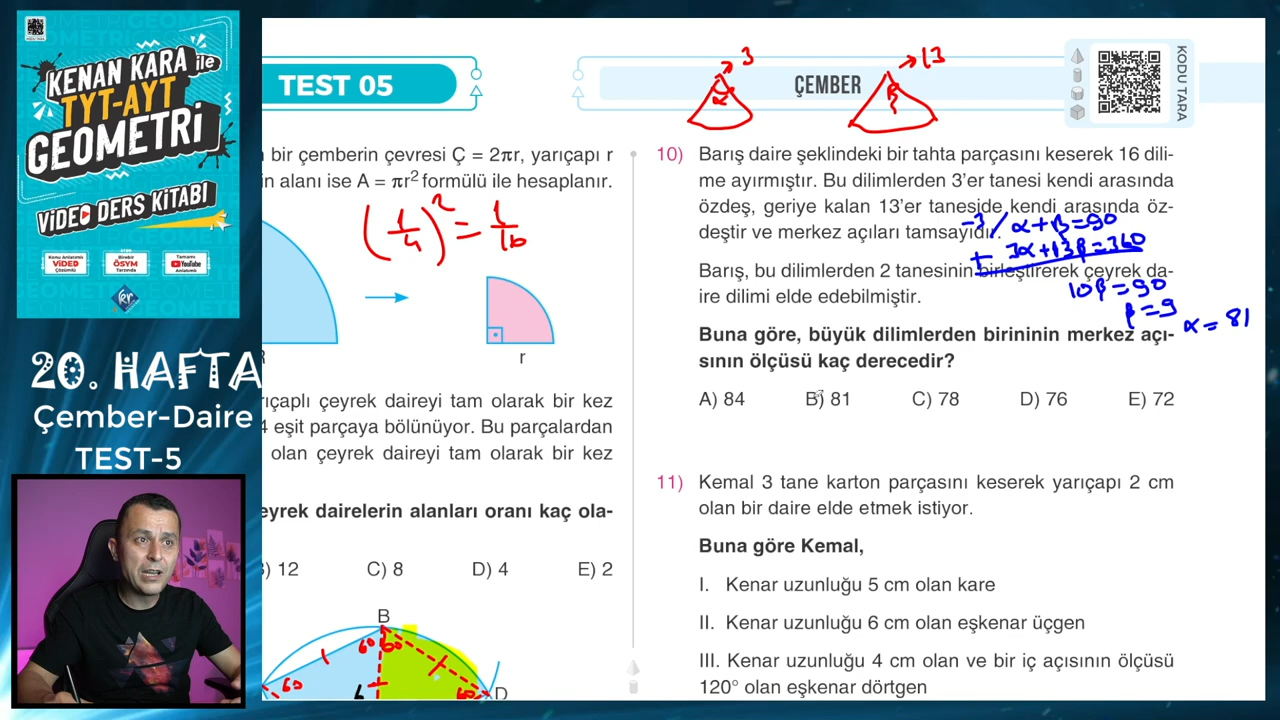 KENAN KARA ile
TYT-AYT
GEOMETRİ
VİDEO DERS KİTABI
Konu Anlatımlı
VİDEO
Çözümlü
Birebir
ÖSYM
Tarzında
Tamamı
YouTube
Anlatımlı
20. HAFTA
Çember-Daire
TEST-5
TEST 05
ÇEMBER
KODU TARA
bir çemberin çevresi Ç = 2πr, yarıçapı r
in alanı ise A = πr² formülü ile hesaplanır.
(1/4)² = 1/16
r
rıçaplı çeyrek daireyi tam olarak bir kez
4 eşit parçaya bölünüyor. Bu parçalardan
olan çeyrek daireyi tam olarak bir kez
eyrek dairelerin alanları oranı kaç ola-
) 12 C) 8 D) 4 E) 2
B
60 60
60
60
D
α 3
β 13
10) Barış daire şeklindeki bir tahta parçasını keserek 16 dili-
me ayırmıştır. Bu dilimlerden 3'er tanesi kendi arasında
özdeş, geriye kalan 13'er taneside kendi arasında öz-
deştir ve merkez açıları tamsayıdır.
-3/ α+β=90
+ 3α+13β=360
10β=90
β=9
α=81
Barış, bu dilimlerden 2 tanesinin birleştirerek çeyrek da-
ire dilimi elde edebilmiştir.
Buna göre, büyük dilimlerden birininin merkez açı-
sının ölçüsü kaç derecedir?
A) 84 B) 81 C) 78 D) 76 E) 72
11) Kemal 3 tane karton parçasını keserek yarıçapı 2 cm
olan bir daire elde etmek istiyor.
Buna göre Kemal,
I. Kenar uzunluğu 5 cm olan kare
II. Kenar uzunluğu 6 cm olan eşkenar üçgen
III. Kenar uzunluğu 4 cm olan ve bir iç açısının ölçüsü
120° olan eşkenar dörtgen